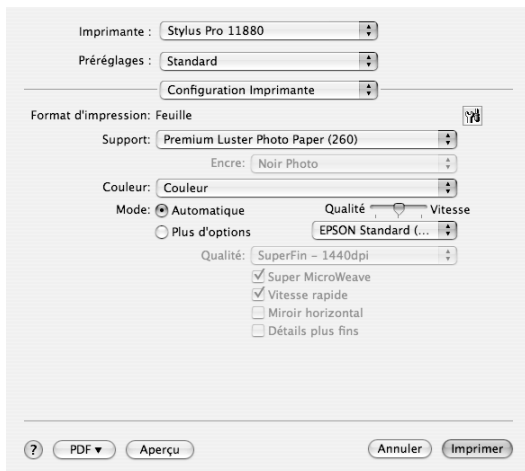 Imprimante : Stylus Pro 11880
Préréglages : Standard
Configuration Imprimante
Format d'impression: Feuille
Support: Premium Luster Photo Paper (260)
Encre: Noir Photo
Couleur: Couleur
Mode: Automatique Qualité Vitesse
Plus d'options EPSON Standard (...
Qualité: SuperFin – 1440dpi
Super MicroWeave
Vitesse rapide
Miroir horizontal
Détails plus fins
? PDF ▼ Aperçu Annuler Imprimer